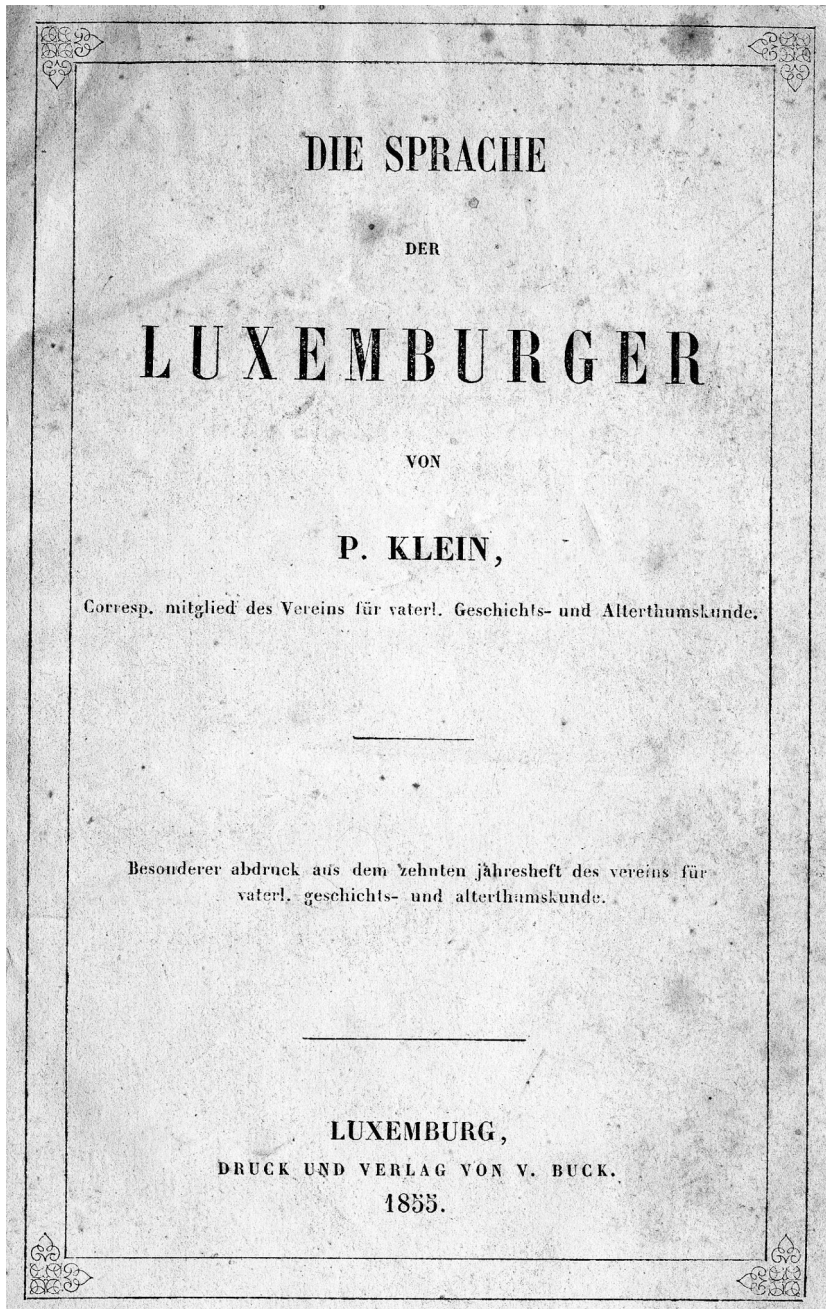 DIE SPRACHE
DER
LUXEMBURGER
VON
P. KLEIN,
Corresp. mitglied des Vereins für vaterl. Geschichts- und Alterthumskunde.
Besonderer abdruck aus dem zehnten jahresheft des vereins für
vaterl. geschichts- und alterthumskunde.
LUXEMBURG,
DRUCK UND VERLAG VON V. BUCK.
1855.